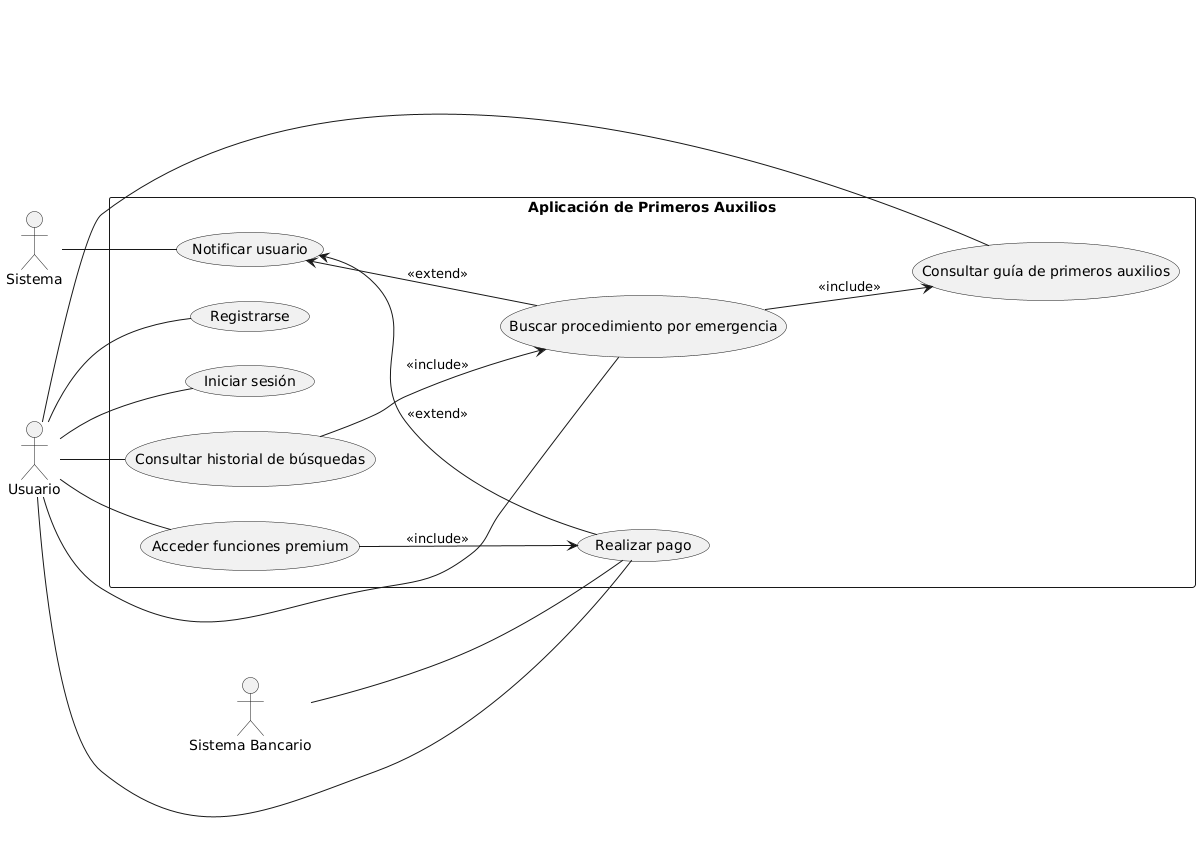 Aplicación de Primeros Auxilios
Sistema
Notificar usuario
«extend»
Consultar guía de primeros auxilios
«include»
Registrarse
Buscar procedimiento por emergencia
Iniciar sesión
«include»
«extend»
Usuario
Consultar historial de búsquedas
Acceder funciones premium
«include»
Realizar pago
Sistema Bancario